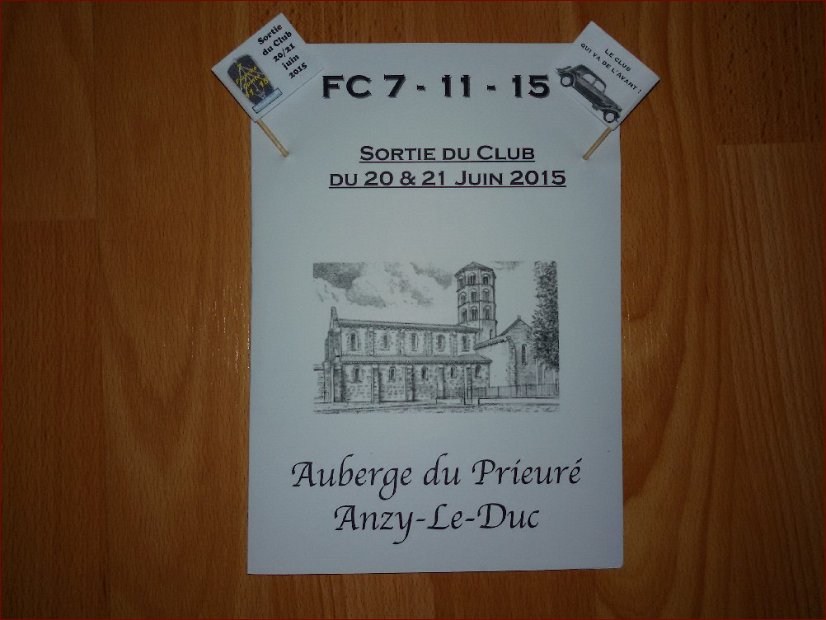 Sortie
du Club
20/21
juin
2015
LE CLUB
QUI VA DE L'AVANT !
FC 7 - 11 - 15
SORTIE DU CLUB
DU 20 & 21 JUIN 2015
Auberge du Prieuré
Anzy-Le-Duc